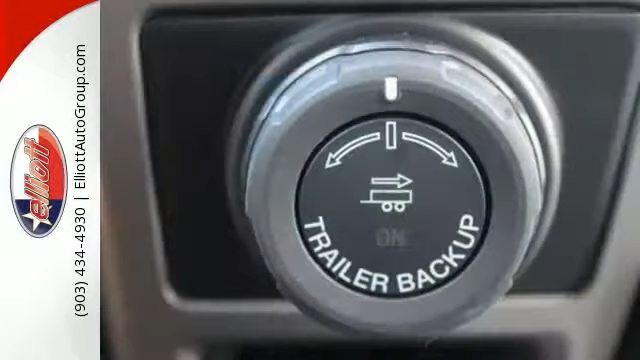 elliott
(903) 434-4930 | ElliottAutoGroup.com
ON
TRAILER BACKUP